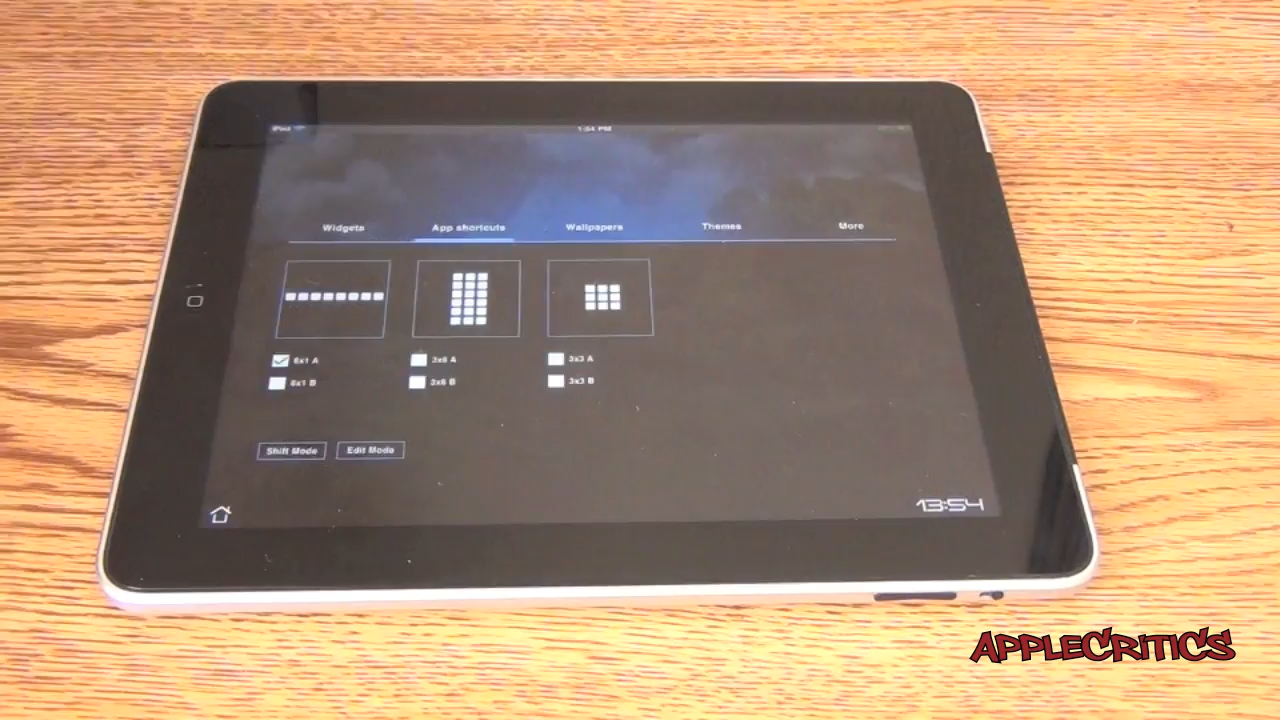 iPad 1:54 PM
Widgets App shortcuts Wallpapers Themes More
8x1 A 3x6 A 3x3 A
8x1 B 3x6 B 3x3 B
Shift Mode Edit Mode
13:54
APPLECRITICS